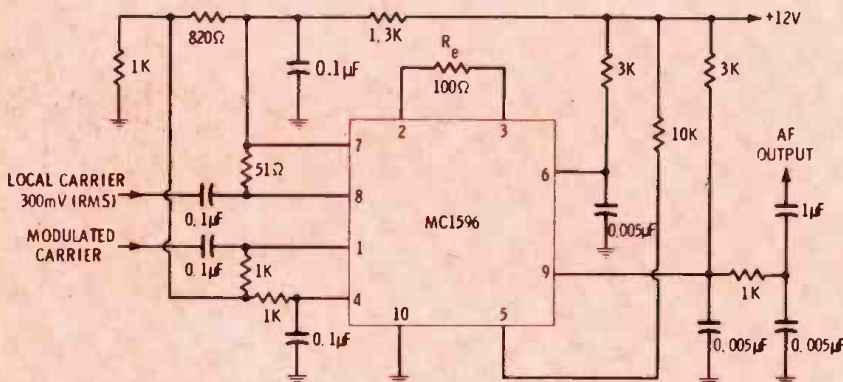 820Ω
1.3K
+12V
1K
0.1µF
R_e
100Ω
3K
3K
2
3
10K
7
51Ω
6
AF
OUTPUT
LOCAL CARRIER
300mV (RMS)
0.1µF
8
MC1596
0.005µF
1µF
MODULATED
CARRIER
0.1µF
1
1K
9
1K
1K
4
10
5
0.1µF
0.005µF
0.005µF